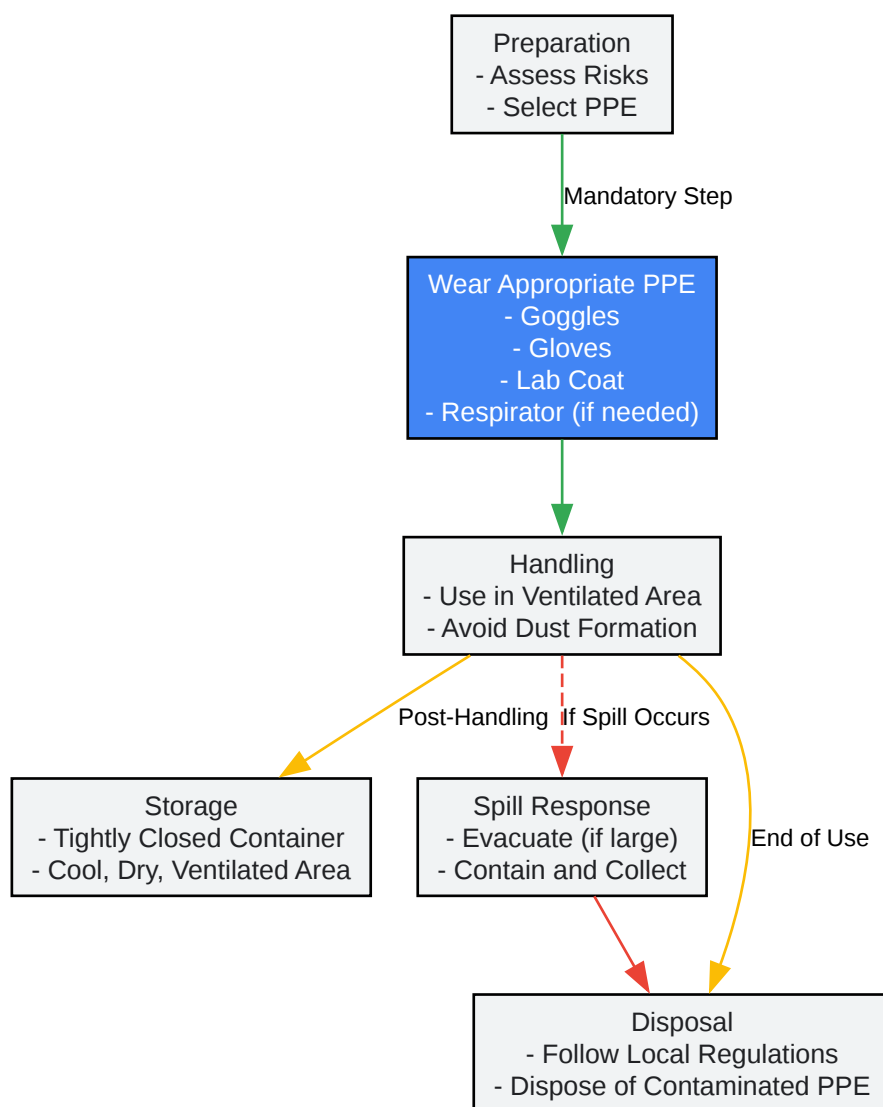 Preparation
- Assess Risks
- Select PPE
Mandatory Step
Wear Appropriate PPE
- Goggles
- Gloves
- Lab Coat
- Respirator (if needed)
Handling
- Use in Ventilated Area
- Avoid Dust Formation
Post-Handling
If Spill Occurs
Storage
- Tightly Closed Container
- Cool, Dry, Ventilated Area
Spill Response
- Evacuate (if large)
- Contain and Collect
End of Use
Disposal
- Follow Local Regulations
- Dispose of Contaminated PPE